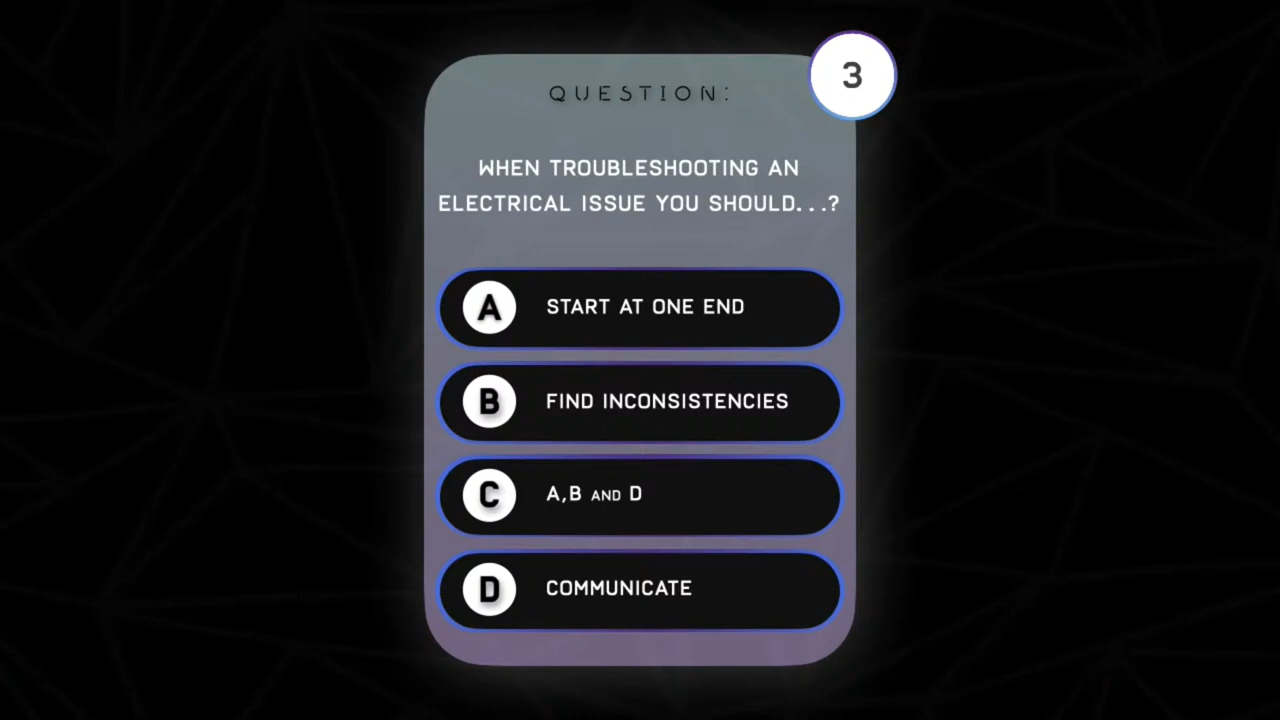 3
QUESTION:
WHEN TROUBLESHOOTING AN
ELECTRICAL ISSUE YOU SHOULD...?
A START AT ONE END
B FIND INCONSISTENCIES
C A,B AND D
D COMMUNICATE